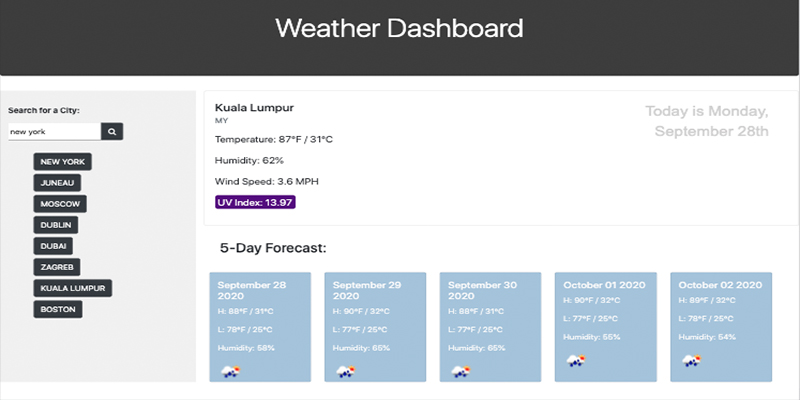 Weather Dashboard
Search for a City:
new york
NEW YORK
JUNEAU
MOSCOW
DUBLIN
DUBAI
ZAGREB
KUALA LUMPUR
BOSTON
Kuala Lumpur
MY
Temperature: 87°F / 31°C
Humidity: 62%
Wind Speed: 3.6 MPH
UV Index: 13.97
Today is Monday,
September 28th
5-Day Forecast:
September 28
2020
H: 88°F / 31°C
L: 78°F / 25°C
Humidity: 58%
September 29
2020
H: 90°F / 32°C
L: 77°F / 25°C
Humidity: 65%
September 30
2020
H: 88°F / 31°C
L: 77°F / 25°C
Humidity: 65%
October 01 2020
H: 90°F / 32°C
L: 77°F / 25°C
Humidity: 55%
October 02 2020
H: 89°F / 32°C
L: 78°F / 25°C
Humidity: 54%